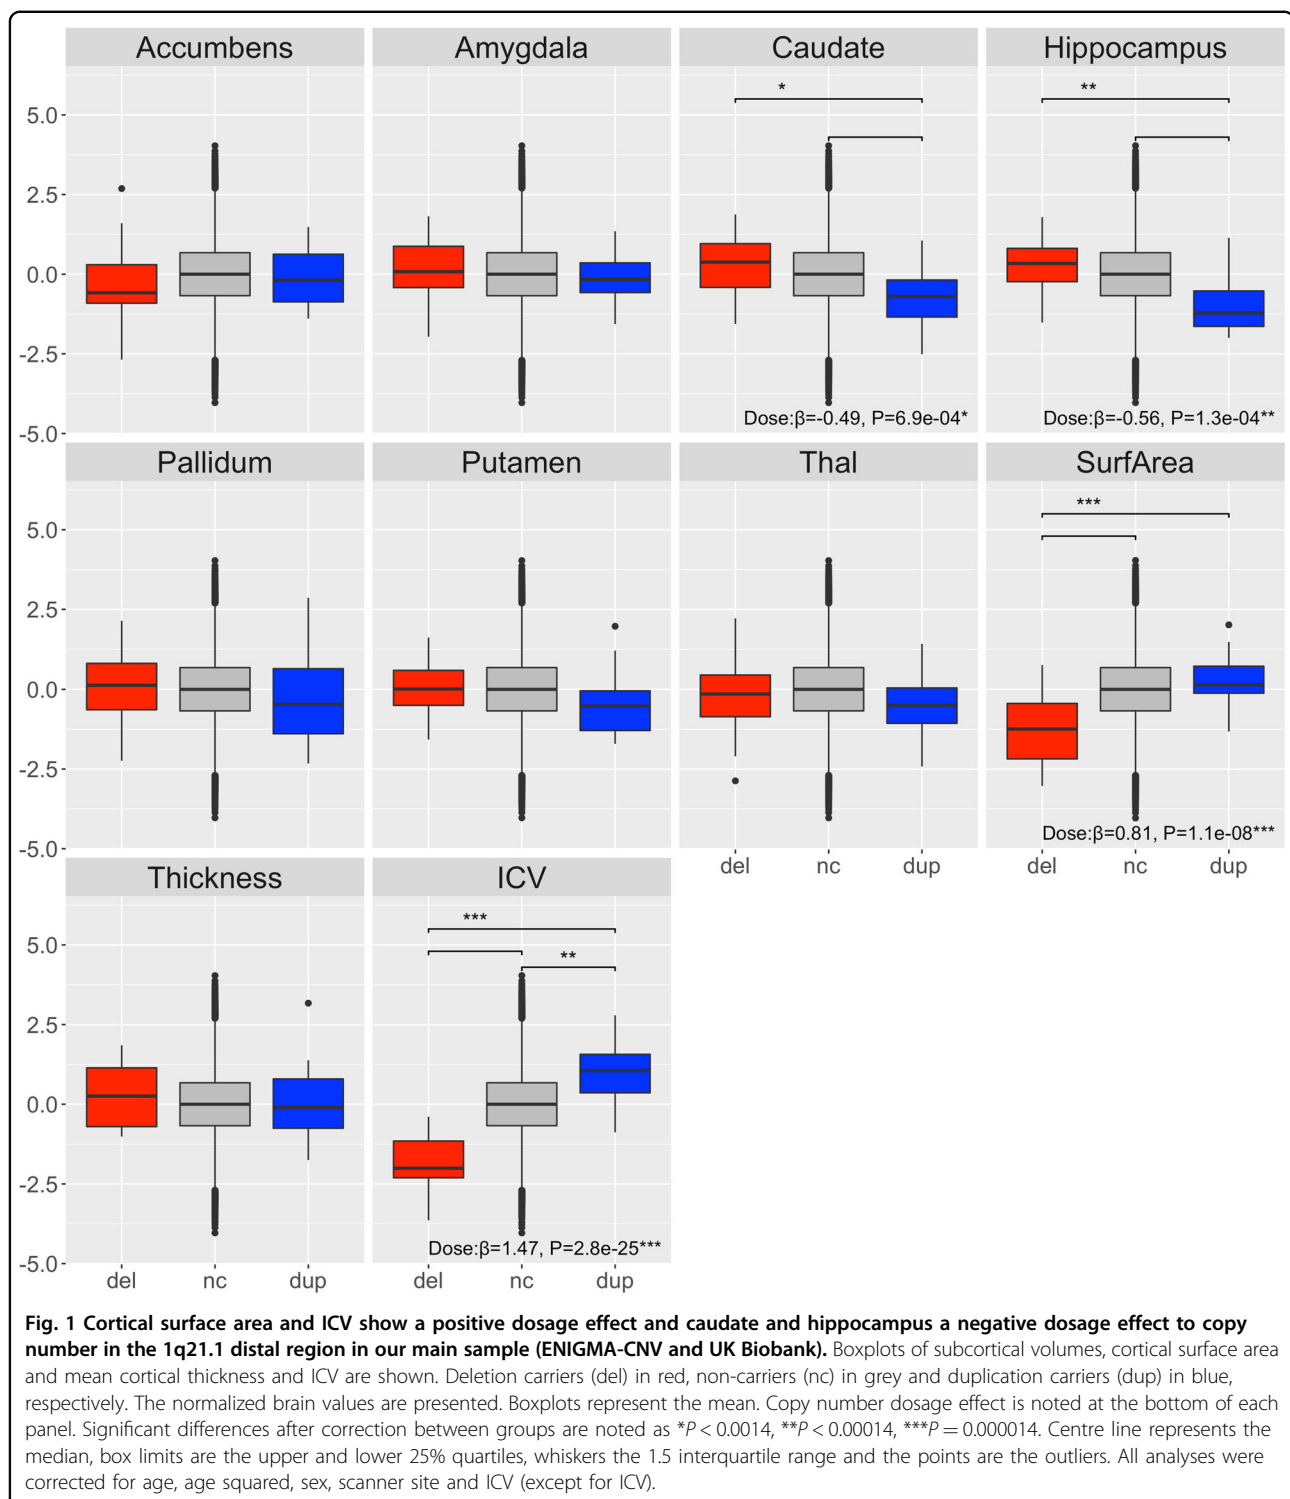 Accumbens Amygdala Caudate Hippocampus
* **
5.0
2.5
0.0
-2.5
Dose:β=-0.49, P=6.9e-04* Dose:β=-0.56, P=1.3e-04**
-5.0
Pallidum Putamen Thal SurfArea
***
5.0
2.5
0.0
-2.5
Dose:β=0.81, P=1.1e-08***
-5.0
del nc dup del nc dup
Thickness ICV
***
5.0
**
2.5
0.0
-2.5
Dose:β=1.47, P=2.8e-25***
-5.0
del nc dup del nc dup
Fig. 1 Cortical surface area and ICV show a positive dosage effect and caudate and hippocampus a negative dosage effect to copy
number in the 1q21.1 distal region in our main sample (ENIGMA-CNV and UK Biobank). Boxplots of subcortical volumes, cortical surface area
and mean cortical thickness and ICV are shown. Deletion carriers (del) in red, non-carriers (nc) in grey and duplication carriers (dup) in blue,
respectively. The normalized brain values are presented. Boxplots represent the mean. Copy number dosage effect is noted at the bottom of each
panel. Significant differences after correction between groups are noted as *P < 0.0014, **P < 0.00014, ***P = 0.000014. Centre line represents the
median, box limits are the upper and lower 25% quartiles, whiskers the 1.5 interquartile range and the points are the outliers. All analyses were
corrected for age, age squared, sex, scanner site and ICV (except for ICV).